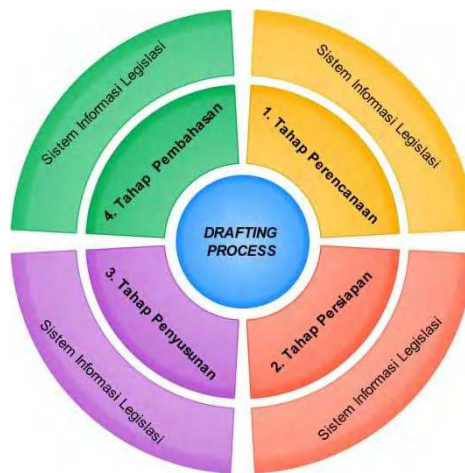 DRAFTING
PROCESS
1. Tahap Perencanaan
Sistem Informasi Legislasi
2. Tahap Persiapan
Sistem Informasi Legislasi
3. Tahap Penyusunan
Sistem Informasi Legislasi
4. Tahap Pembahasan
Sistem Informasi Legislasi